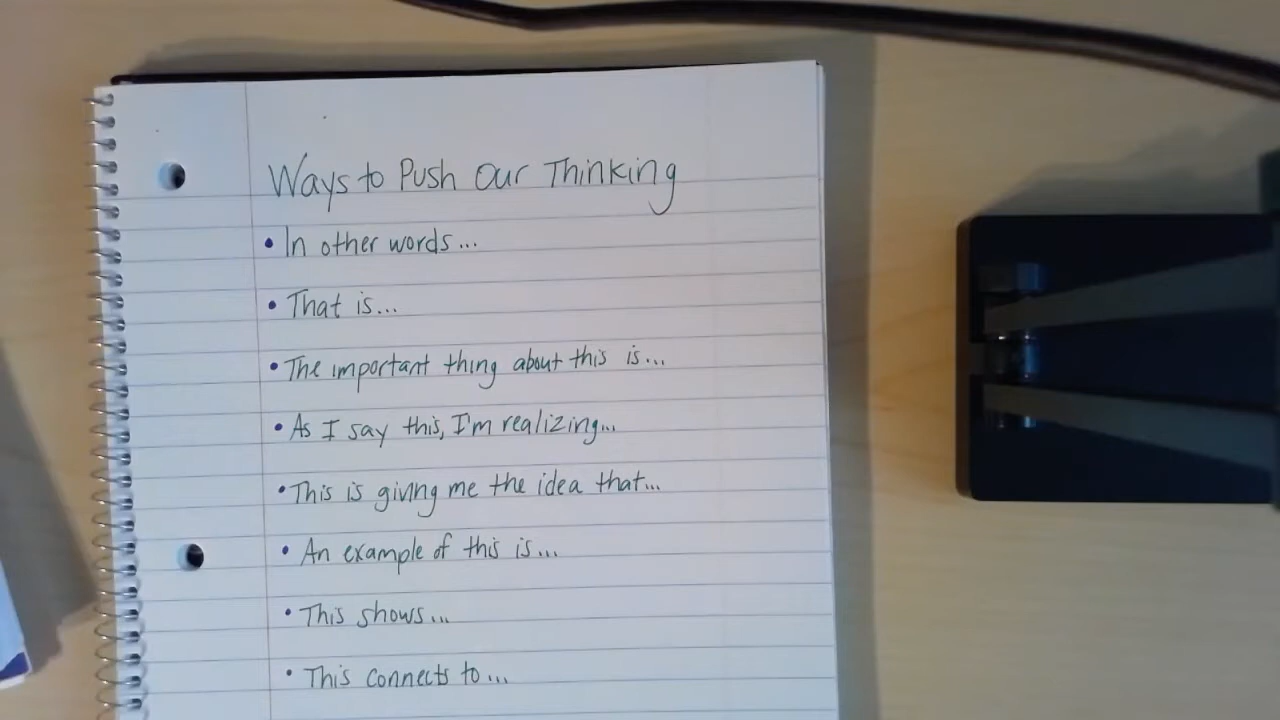 Ways to Push Our Thinking
• In other words...
• That is...
• The important thing about this is...
• As I say this, I'm realizing...
• This is giving me the idea that...
• An example of this is...
• This shows...
• This connects to...